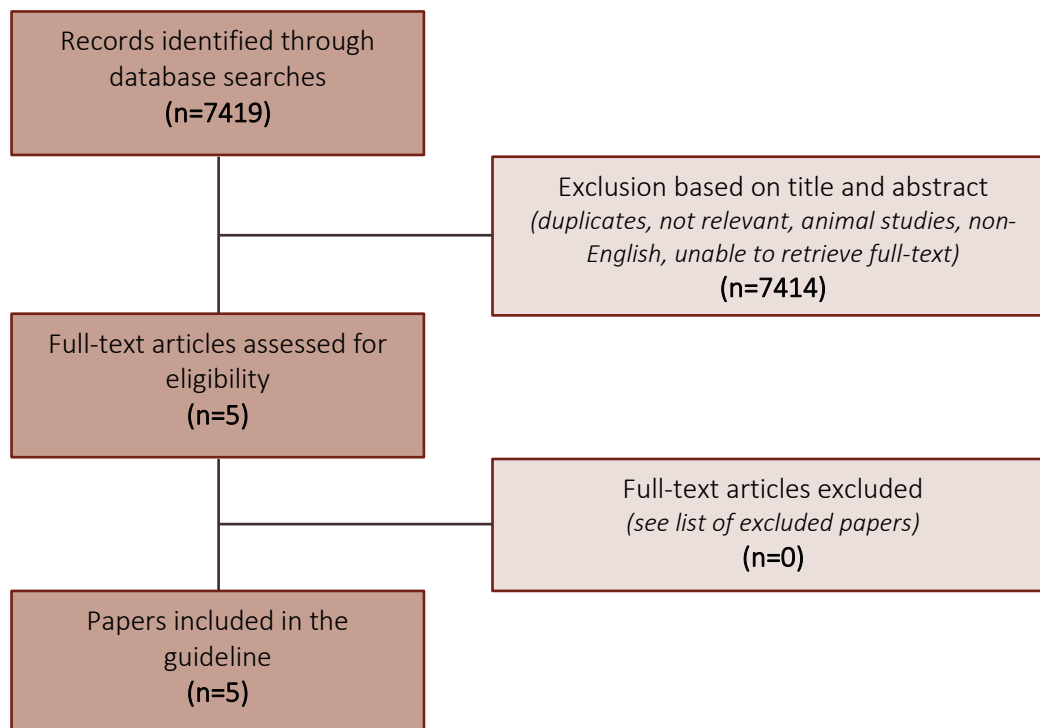 Records identified through
database searches
(n=7419)
Exclusion based on title and abstract
(duplicates, not relevant, animal studies, non-
English, unable to retrieve full-text)
(n=7414)
Full-text articles assessed for
eligibility
(n=5)
Full-text articles excluded
(see list of excluded papers)
(n=0)
Papers included in the
guideline
(n=5)